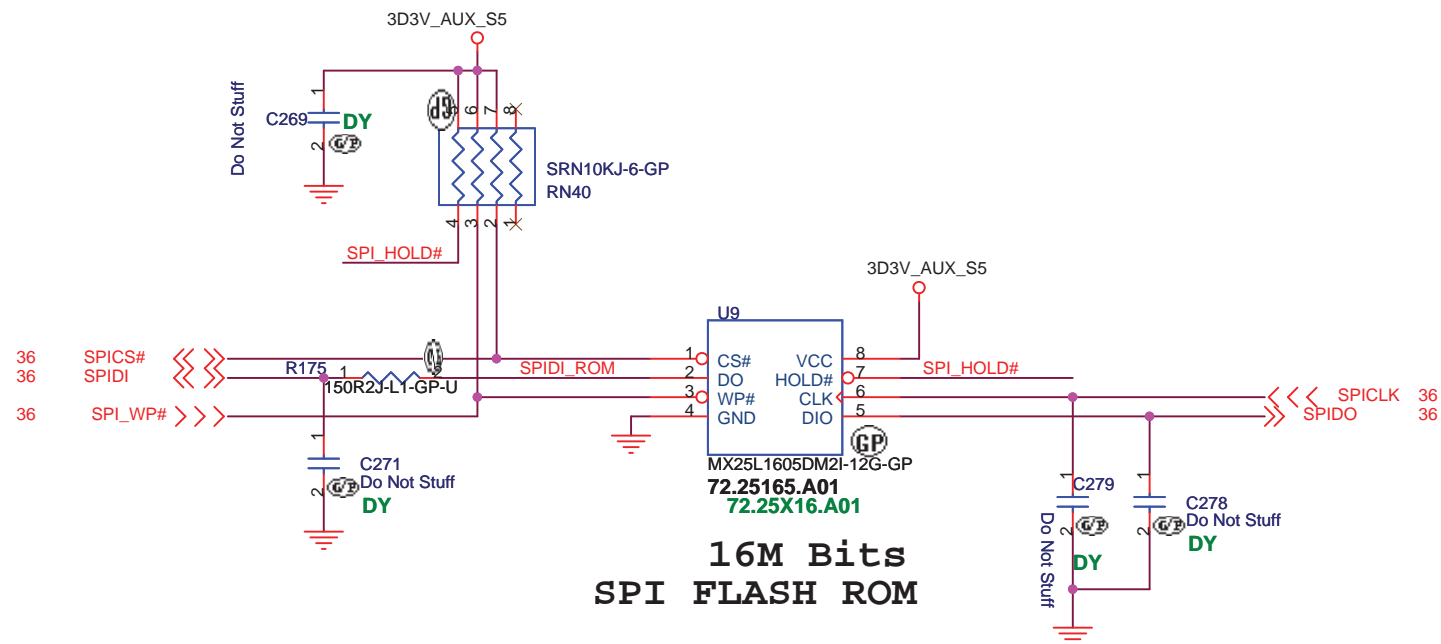 3D3V_AUX_S5
Do Not Stuff
1
C269
DY
2
G/P
GP
5
6
7
8
SRN10KJ-6-GP
RN40
4
3
2
1
SPI_HOLD#
3D3V_AUX_S5
U9
36 SPICS#
1 CS#
VCC 8
36 SPIDI
R175
1
2
150R2J-L1-GP-U
SPIDI_ROM
2 DO
HOLD# 7
SPI_HOLD#
36 SPI_WP#
3 WP#
CLK 6
SPICLK 36
4 GND
DIO 5
SPIDO 36
GP
MX25L1605DM2I-12G-GP
72.25165.A01
72.25X16.A01
1
C271
Do Not Stuff
2
G/P
DY
1
C279
2
G/P
Do Not Stuff
DY
1
C278
Do Not Stuff
2
G/P
DY
16M Bits
SPI FLASH ROM